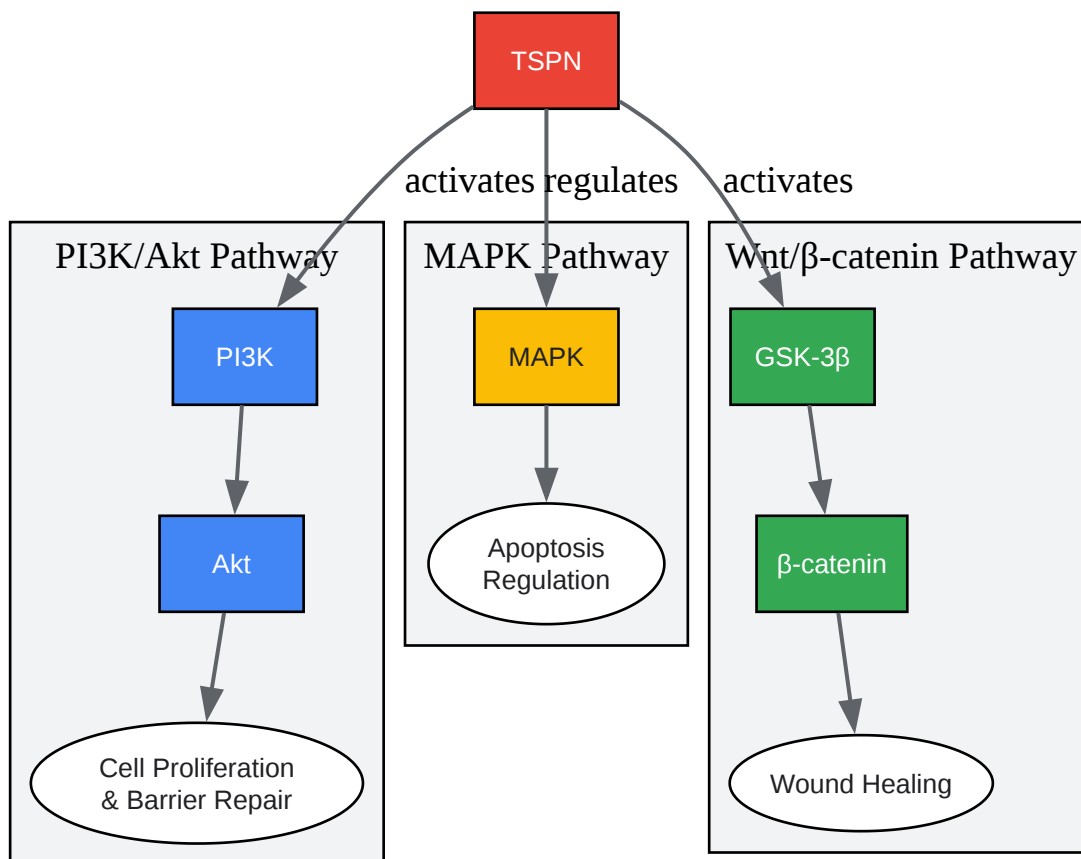 TSPN
activates
regulates
activates
PI3K/Akt Pathway
MAPK Pathway
Wnt/β-catenin Pathway
PI3K
MAPK
GSK-3β
Akt
Apoptosis
Regulation
β-catenin
Cell Proliferation
& Barrier Repair
Wound Healing